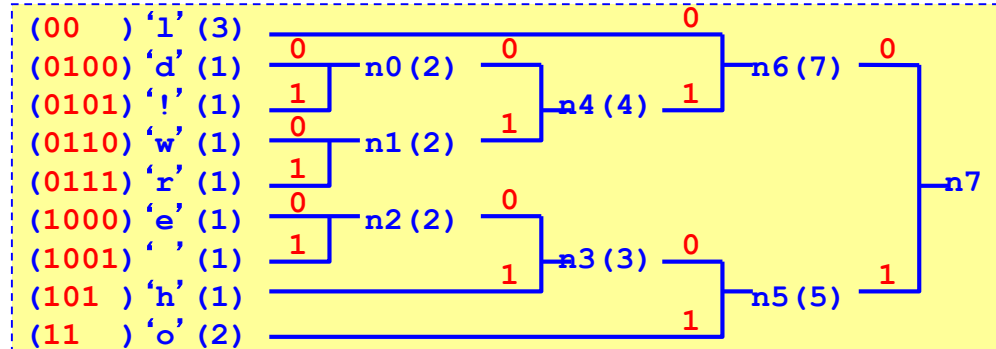 (00  ) ‘l’(3) 0
(0100) ‘d’(1) 0 n0(2) 0 n6(7) 0
(0101) ‘!’(1) 1 n4(4) 1
(0110) ‘w’(1) 0 n1(2) 1
(0111) ‘r’(1) 1 n7
(1000) ‘e’(1) 0 n2(2) 0
(1001) ‘ ’(1) 1 n3(3) 0
(101 ) ‘h’(1) 1 n5(5) 1
(11  ) ‘o’(2) 1